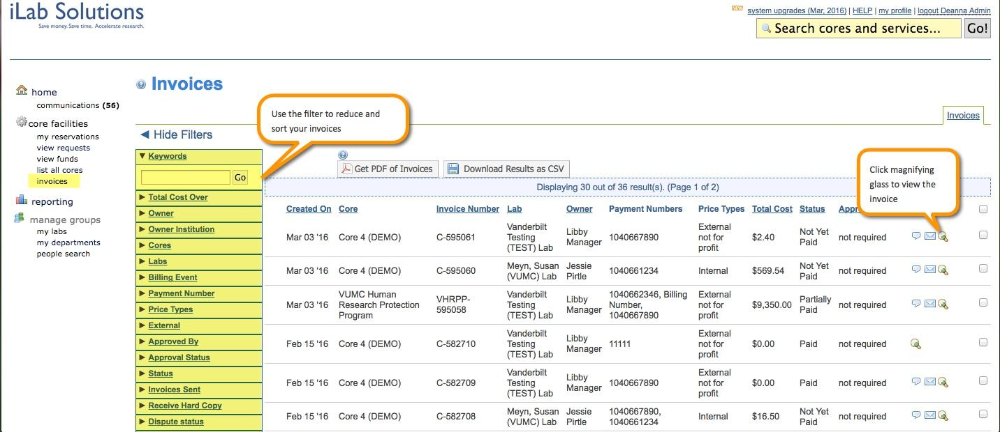 iLab Solutions
Save money. Save time. Accelerate research.
NEW system upgrades (Mar, 2016) | HELP | my profile | logout Deanna Admin
Search cores and services... Go!
home
communications (56)
core facilities
my reservations
view requests
view funds
list all cores
invoices
reporting
manage groups
my labs
my departments
people search
Invoices
Use the filter to reduce and
sort your invoices
Invoices
Hide Filters
Keywords
Go
Total Cost Over
Owner
Owner Institution
Cores
Labs
Billing Event
Payment Number
Price Types
External
Approved By
Approval Status
Status
Invoices Sent
Receive Hard Copy
Dispute status
Get PDF of Invoices Download Results as CSV
Click magnifying
glass to view the
invoice
Displaying 30 out of 36 result(s). (Page 1 of 2)
Created On Core Invoice Number Lab Owner Payment Numbers Price Types Total Cost Status
Mar 03 '16 Core 4 (DEMO) C-595061 Vanderbilt Testing (TEST) Lab Libby Manager 1040667890 External not for profit $2.40 Not Yet Paid not required
Mar 03 '16 Core 4 (DEMO) C-595060 Meyn, Susan (VUMC) Lab Jessie Pirtle 1040661234 Internal $569.54 Not Yet Paid not required
Mar 03 '16 VUMC Human Research Protection Program VHRPP-595058 Vanderbilt Testing (TEST) Lab Libby Manager 1040662346, Billing Number, 1040667890 External not for profit $9,350.00 Partially Paid not required
Feb 15 '16 Core 4 (DEMO) C-582710 Vanderbilt Testing (TEST) Lab Libby Manager 11111 External not for profit $0.00 Paid not required
Feb 15 '16 Core 4 (DEMO) C-582709 Vanderbilt Testing (TEST) Lab Libby Manager 1040667890 External not for profit $0.00 Paid not required
Feb 15 '16 Core 4 (DEMO) C-582708 Meyn, Susan (VUMC) Lab Jessie Pirtle 1040667890, 1040661234 Internal $16.50 Not Yet Paid not required